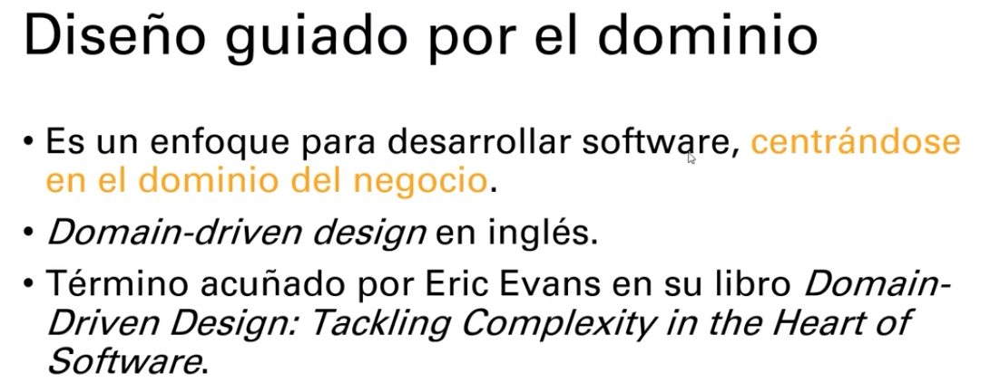 Diseño guiado por el dominio
• Es un enfoque para desarrollar software, centrándose
en el dominio del negocio.
• Domain-driven design en inglés.
• Término acuñado por Eric Evans en su libro Domain-
Driven Design: Tackling Complexity in the Heart of
Software.